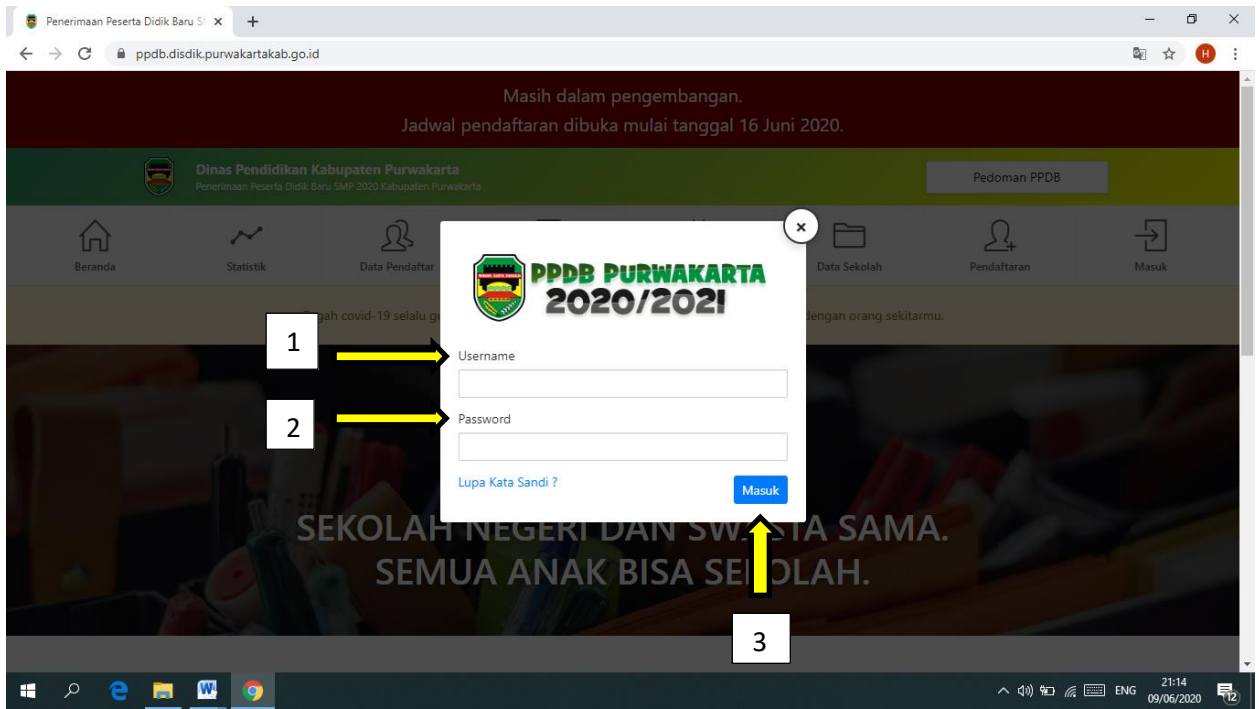 Penerimaan Peserta Didik Baru S
ppdb.disdik.purwakartakab.go.id
H
Masih dalam pengembangan.
Jadwal pendaftaran dibuka mulai tanggal 16 Juni 2020.
Dinas Pendidikan Kabupaten Purwakarta
Penerimaan Peserta Didik Baru SMP 2020 Kabupaten Purwakarta
Pedoman PPDB
Beranda
Statistik
Data Pendaftar
Data Sekolah
Pendaftaran
Masuk
PPDB PURWAKARTA
2020/2021
gah covid-19 selalu gu
dengan orang sekitarmu.
1
Username
2
Password
Lupa Kata Sandi ?
Masuk
SEKOLAH NEGERI DAN SW STA SAMA.
SEMUA ANAK BISA SE OLAH.
3
ENG
21:14
09/06/2020
12